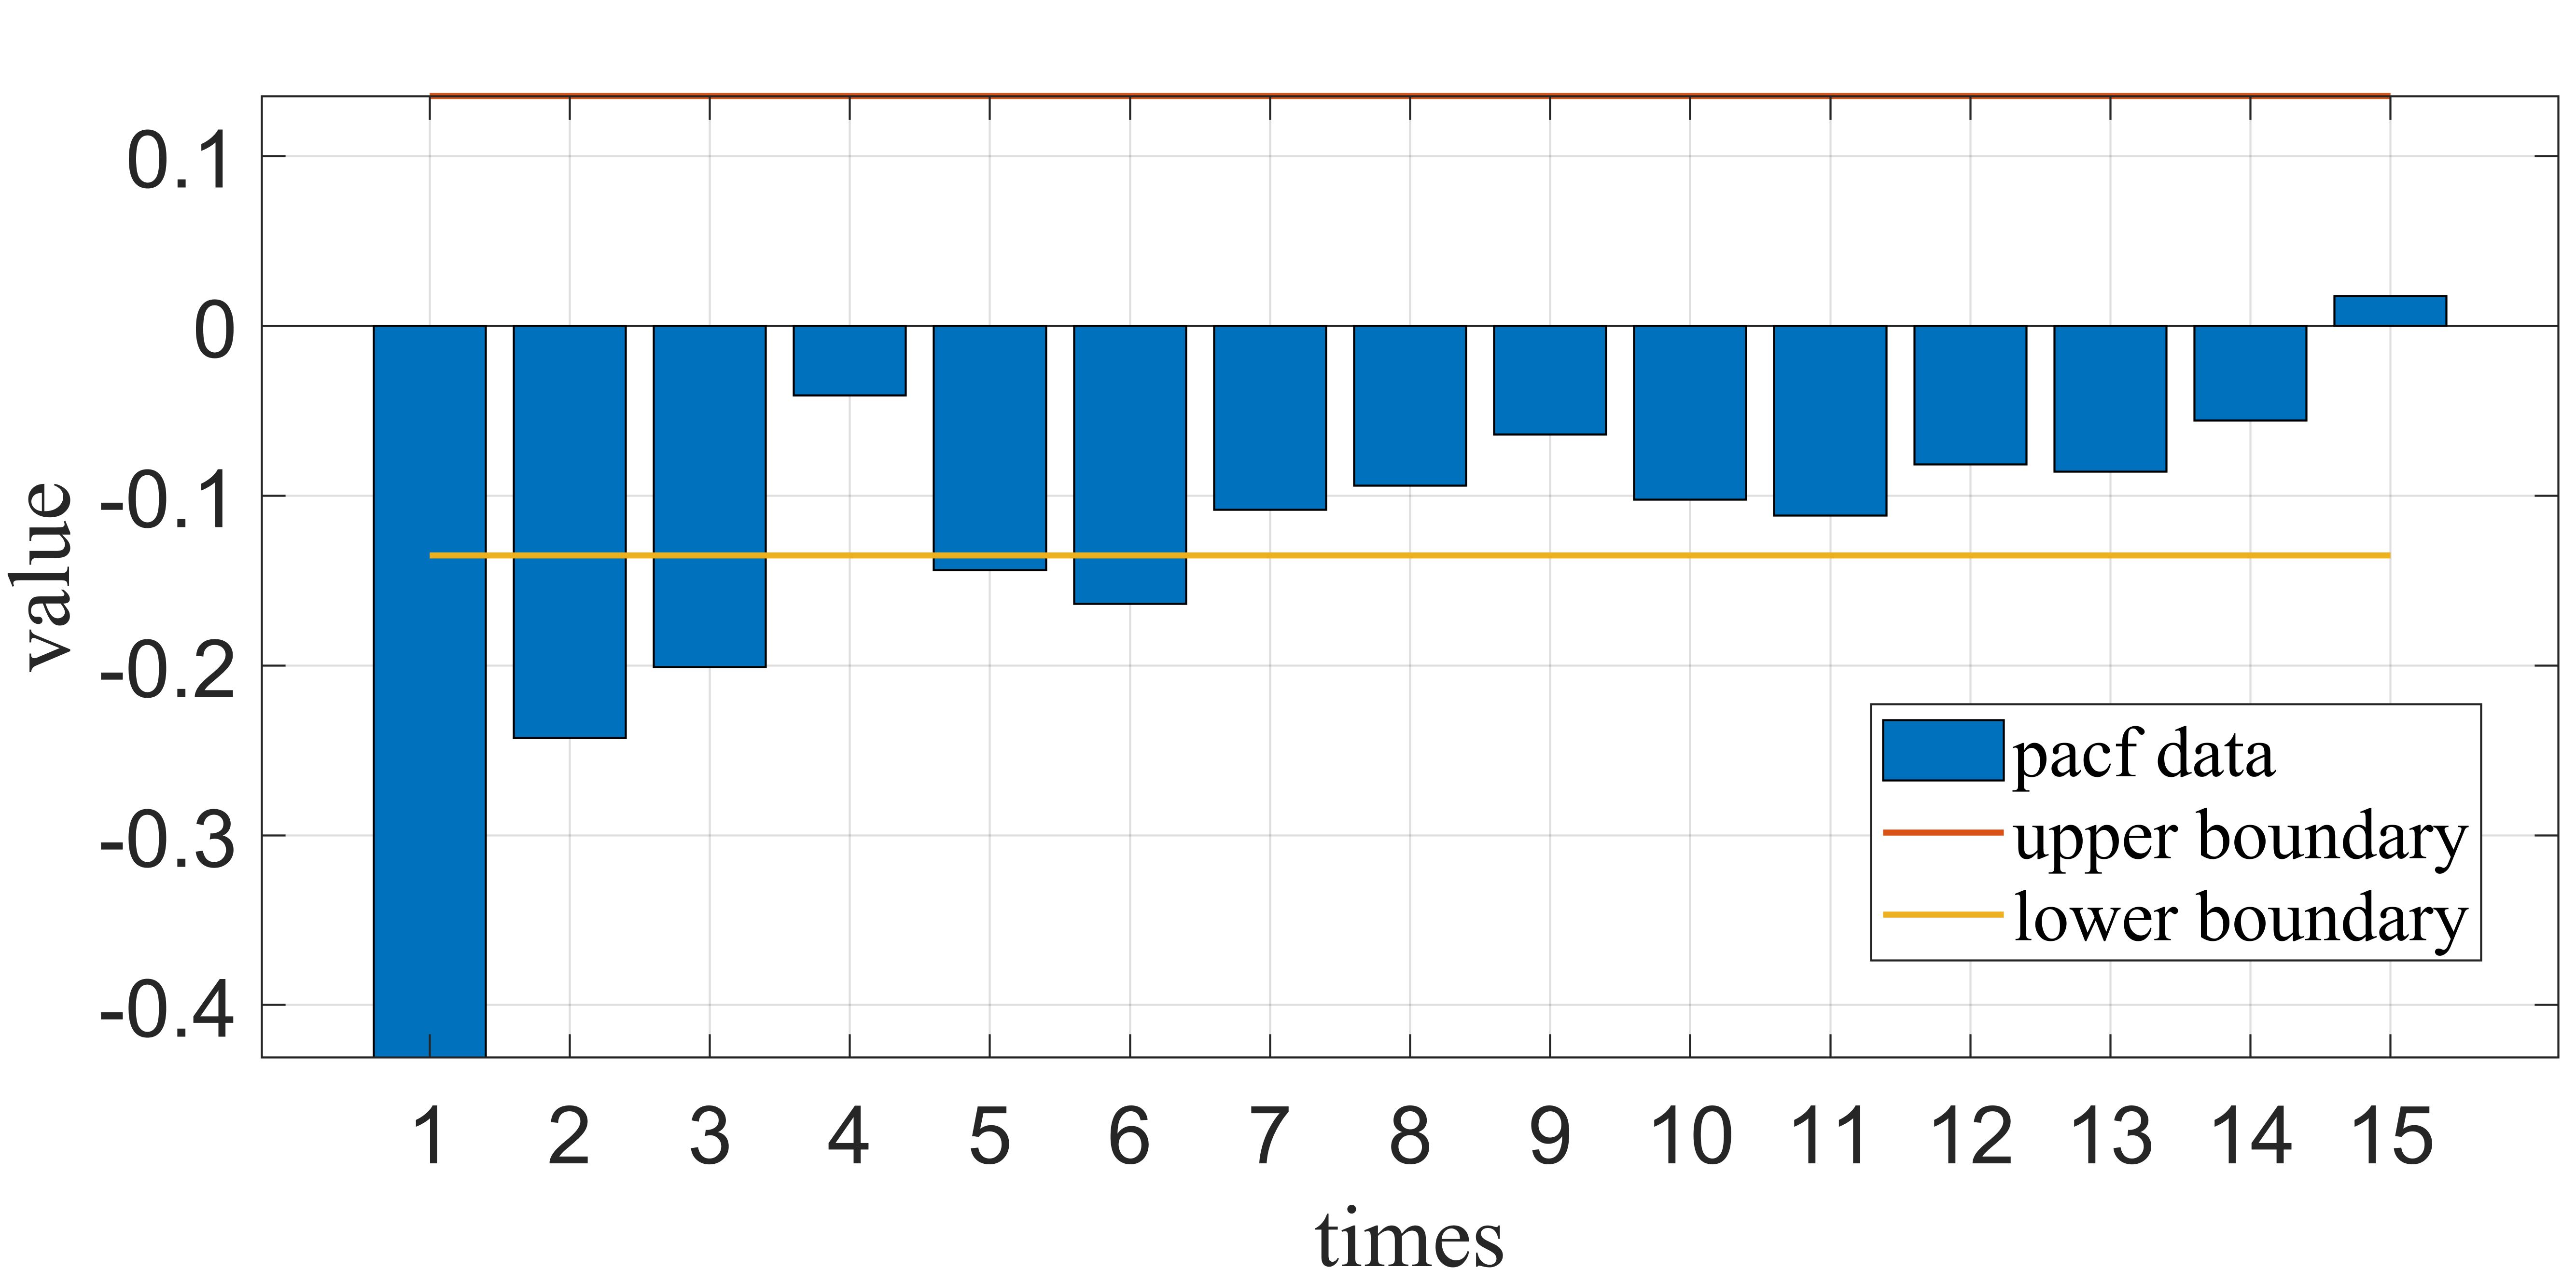 0.1
0
-0.1
-0.2
-0.3
-0.4
value
pacf data
upper boundary
lower boundary
1 2 3 4 5 6 7 8 9 10 11 12 13 14 15
times